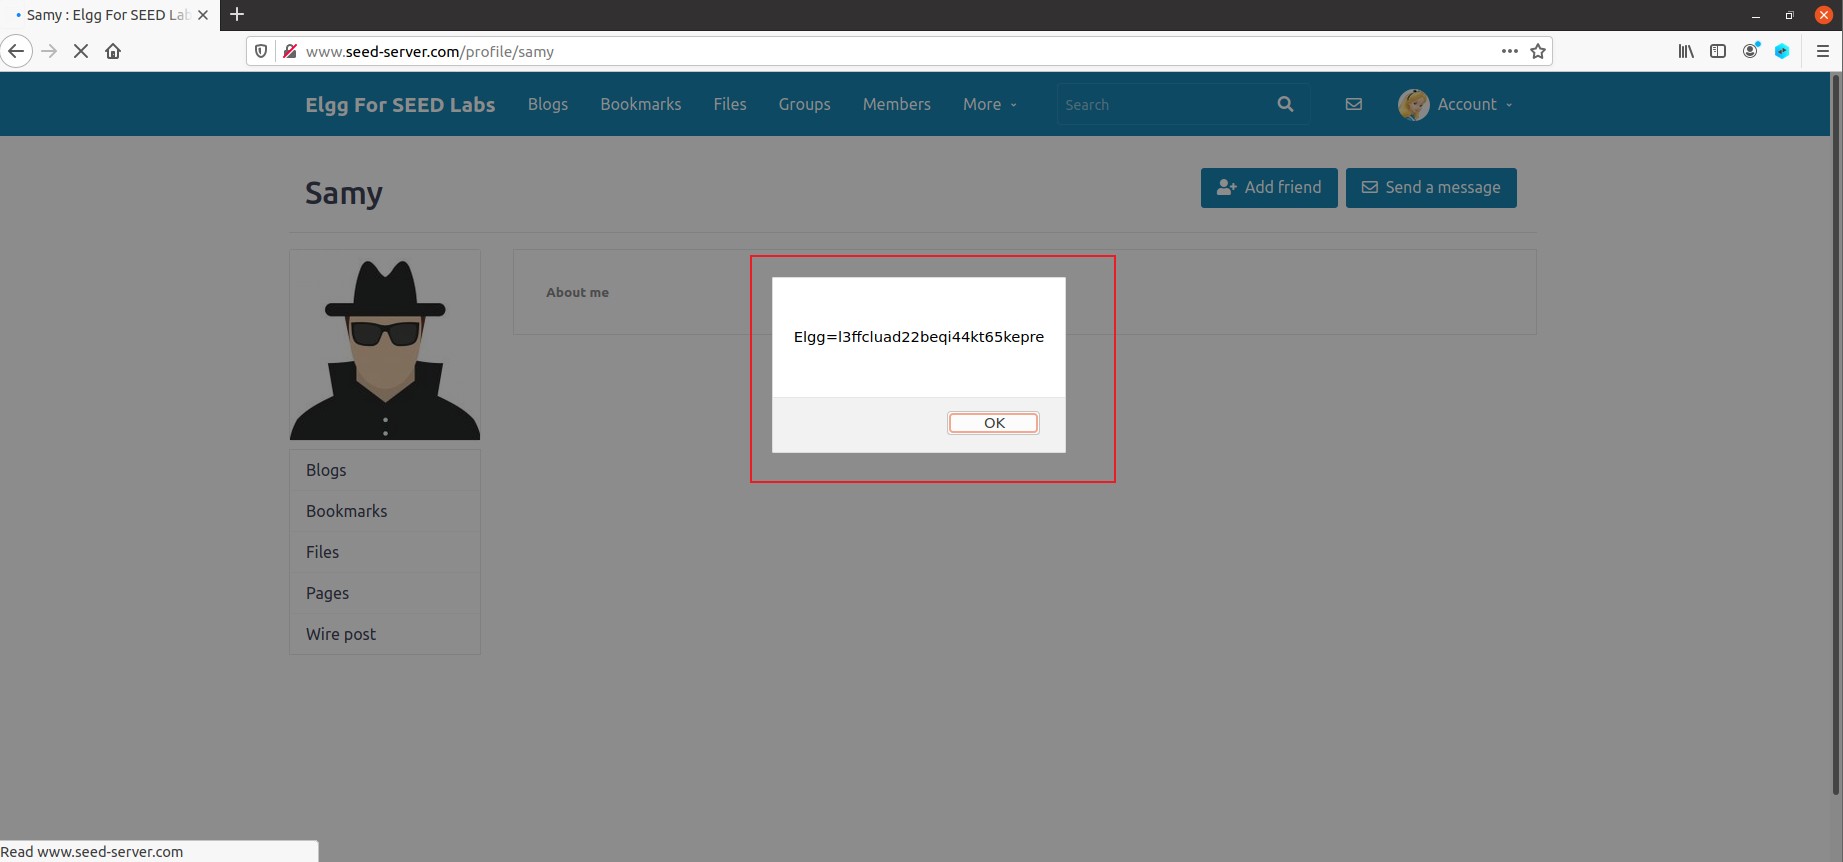 Samy : Elgg For SEED Lab
www.seed-server.com/profile/samy
Elgg For SEED Labs Blogs Bookmarks Files Groups Members More Search Account
Samy
Add friend Send a message
About me
Elgg=l3ffcluad22beqi44kt65kepre
OK
Blogs
Bookmarks
Files
Pages
Wire post
Read www.seed-server.com